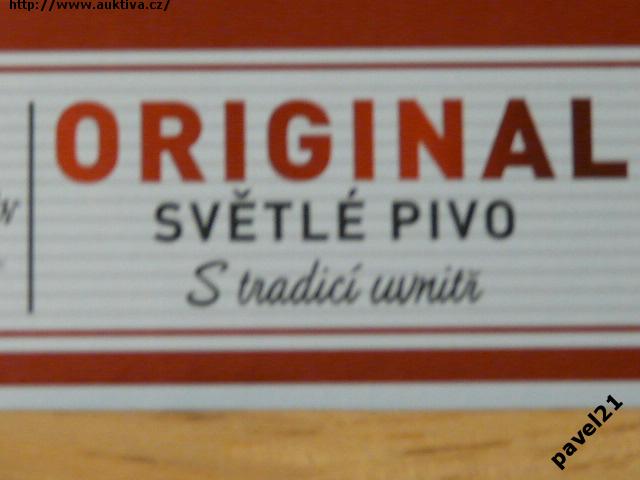 http://www.auktiva.cz/
ORIGINAL
SVĚTLÉ PIVO
S tradicí uvnitř
pavel21